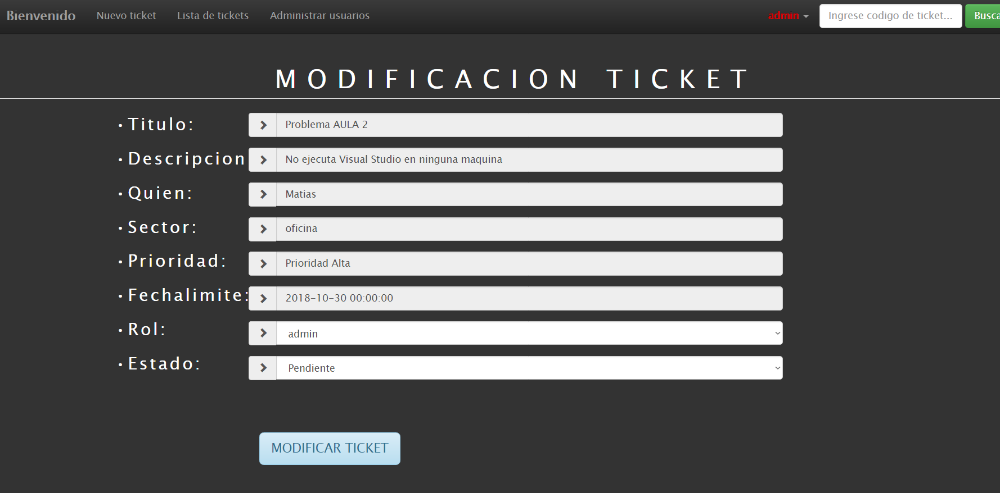 Bienvenido Nuevo ticket Lista de tickets Administrar usuarios admin Ingrese codigo de ticket... Busca
MODIFICACION TICKET
• Titulo: Problema AULA 2
• Descripcion No ejecuta Visual Studio en ninguna maquina
• Quien: Matias
• Sector: oficina
• Prioridad: Prioridad Alta
• Fechalimite: 2018-10-30 00:00:00
• Rol: admin
• Estado: Pendiente
MODIFICAR TICKET